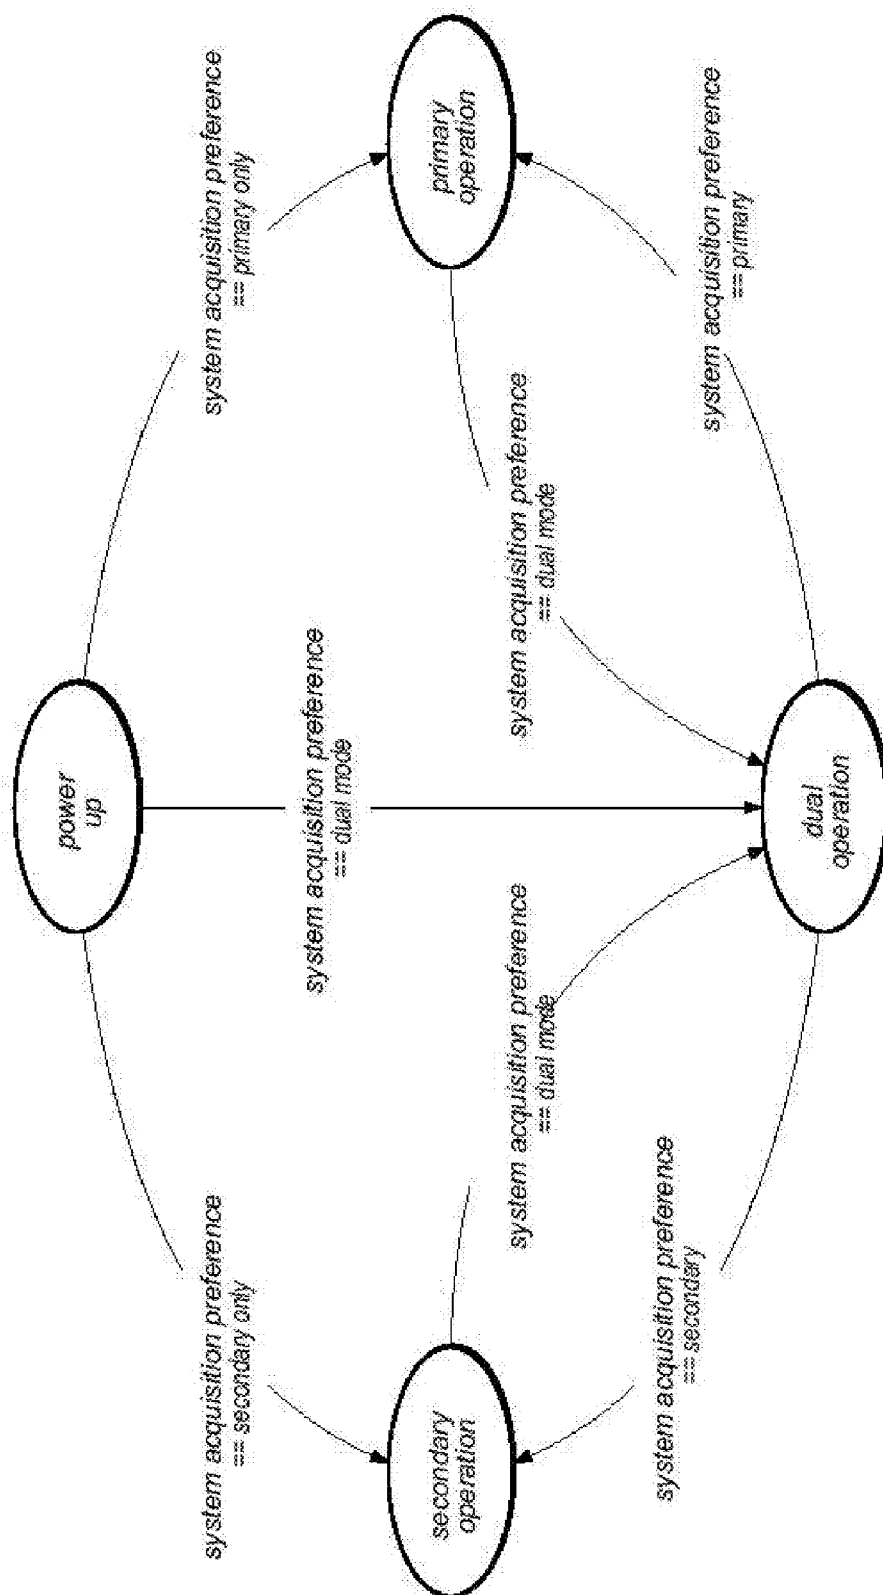 primary
operation
system acquisition preference
== primary only
system acquisition preference
== primary
system acquisition preference
== dual mode
power
up
system acquisition preference
== dual mode
dual
operation
system acquisition preference
== dual mode
system acquisition preference
== secondary only
system acquisition preference
== secondary
secondary
operation